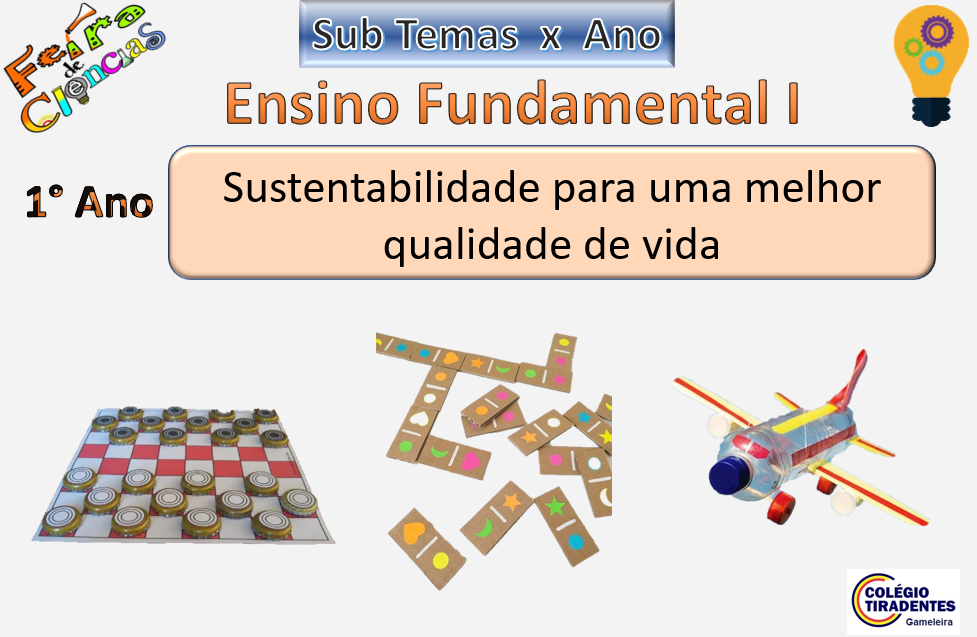 Feira
de
Ciências
Sub Temas x Ano
Ensino Fundamental I
1° Ano
Sustentabilidade para uma melhor
qualidade de vida
COLÉGIO
TIRADENTES
Gameleira